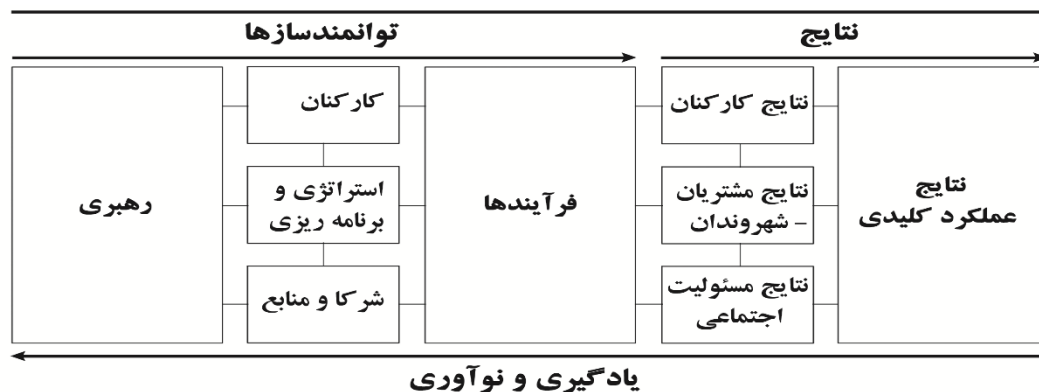 توانمندسازها
نتایج
رهبری
کارکنان
استراتژی و
برنامه ریزی
شرکا و منابع
فرآیندها
نتایج کارکنان
نتایج مشتریان
- شهروندان
نتایج مسئولیت
اجتماعی
نتایج
عملکرد کلیدی
یادگیری و نوآوری